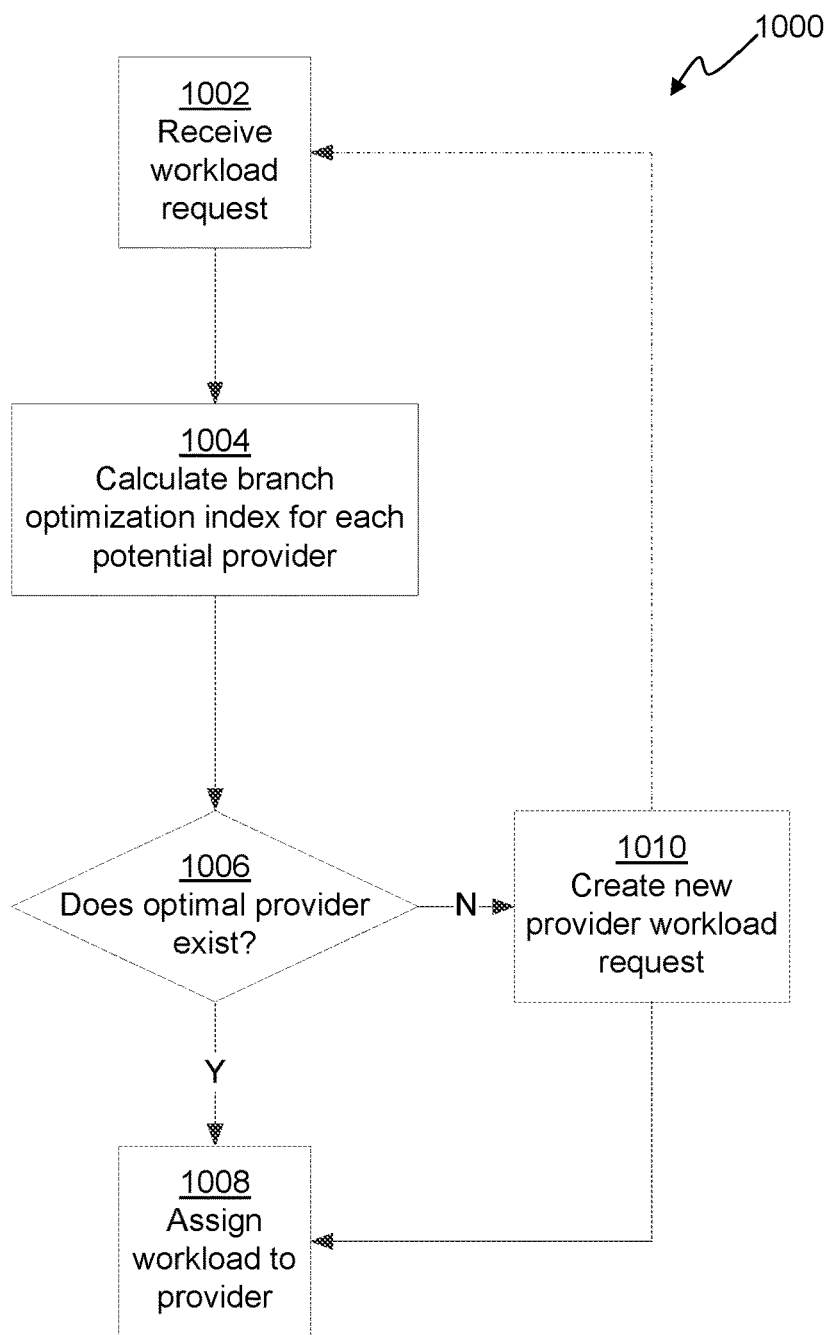 1000
1002
Receive
workload
request
1004
Calculate branch
optimization index for each
potential provider
1006
Does optimal provider
exist?
N
1010
Create new
provider workload
request
Y
1008
Assign
workload to
provider